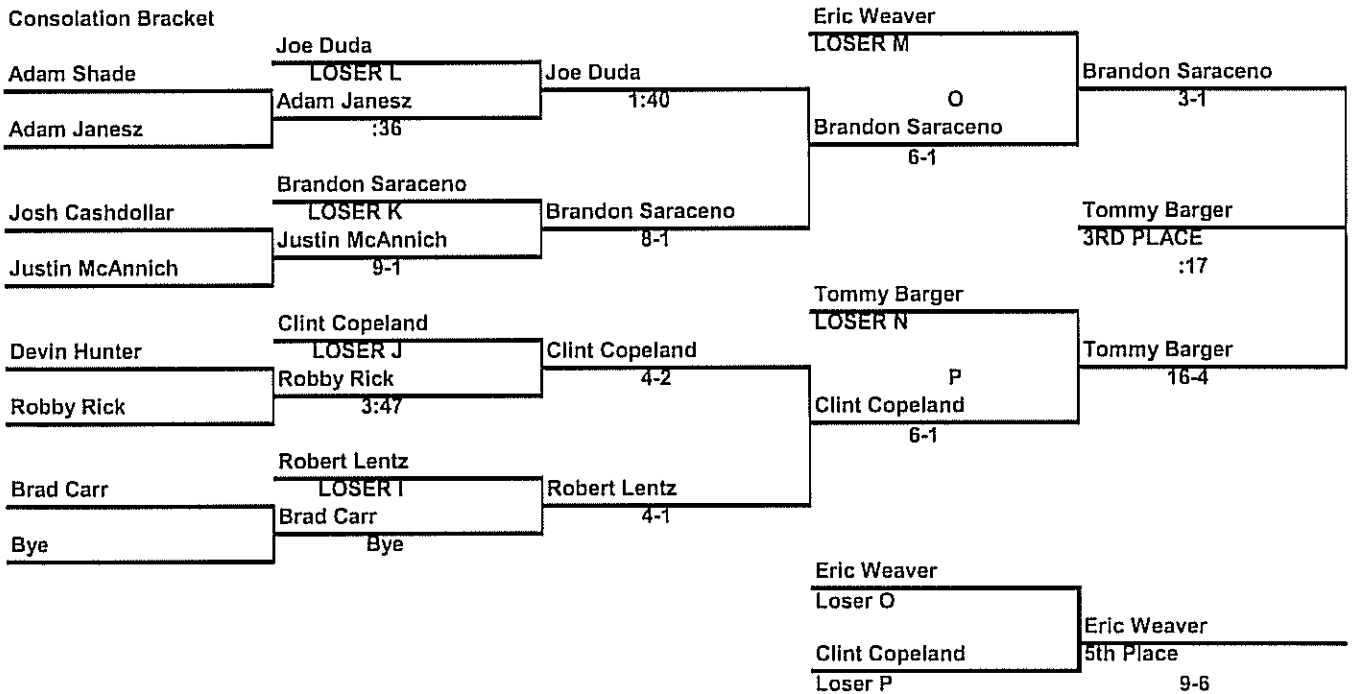 Consolation Bracket
Adam Shade
Adam Janesz
Josh Cashdollar
Justin McAnnich
Devin Hunter
Robby Rick
Brad Carr
Bye
Joe Duda
LOSER L
Adam Janesz
:36
Brandon Saraceno
LOSER K
Justin McAnnich
9-1
Clint Copeland
LOSER J
Robby Rick
3:47
Robert Lentz
LOSER I
Brad Carr
Bye
Joe Duda
1:40
Brandon Saraceno
8-1
Clint Copeland
4-2
Robert Lentz
4-1
Eric Weaver
LOSER M
O
Brandon Saraceno
6-1
Tommy Barger
LOSER N
P
Clint Copeland
6-1
Brandon Saraceno
3-1
Tommy Barger
3RD PLACE
:17
Tommy Barger
16-4
Eric Weaver
Loser O
Clint Copeland
Loser P
Eric Weaver
5th Place
9-6